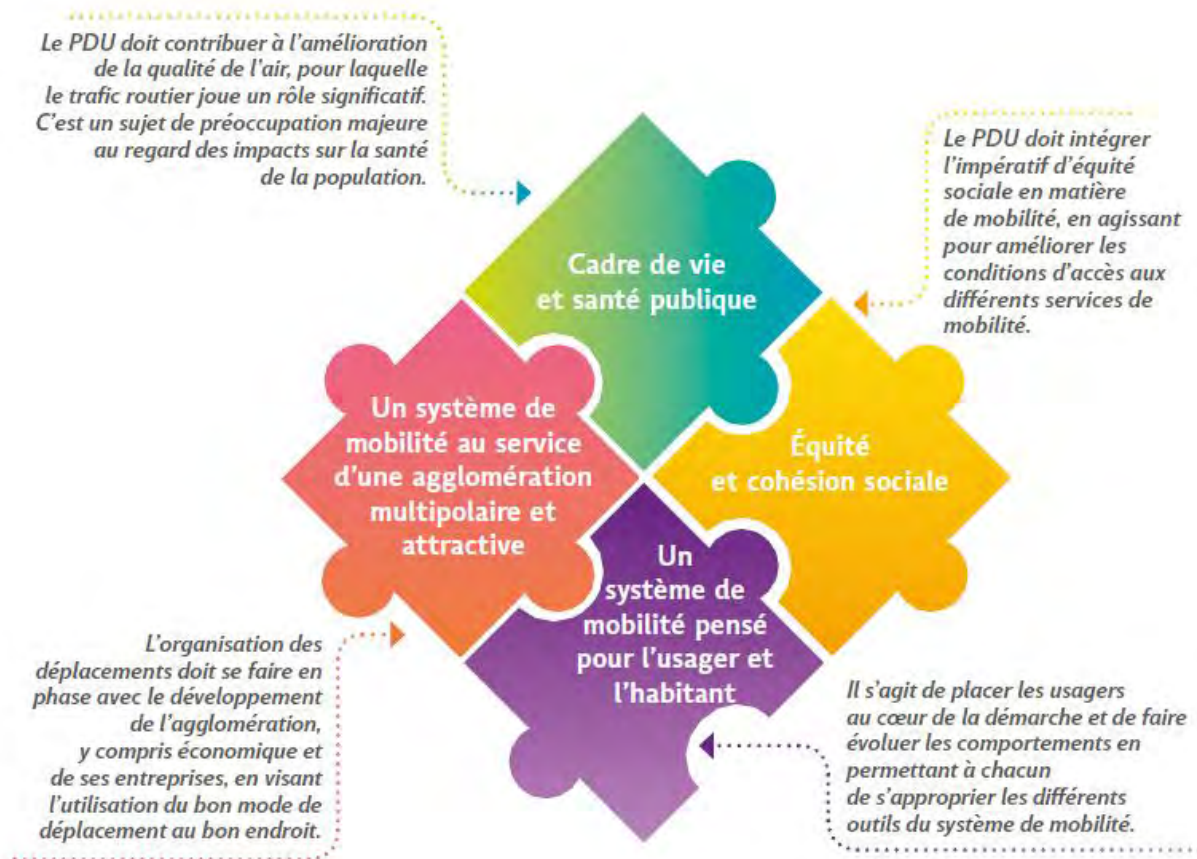 Le PDU doit contribuer à l'amélioration
de la qualité de l'air, pour laquelle
le trafic routier joue un rôle significatif.
C'est un sujet de préoccupation majeure
au regard des impacts sur la santé
de la population.
Le PDU doit intégrer
l'impératif d'équité
sociale en matière
de mobilité, en agissant
pour améliorer les
conditions d'accès aux
différents services de
mobilité.
Cadre de vie
et santé publique
Un système de
mobilité au service
d'une agglomération
multipolaire et
attractive
Équité
et cohésion sociale
Un
système de
mobilité pensé
pour l'usager et
l'habitant
L'organisation des
déplacements doit se faire en
phase avec le développement
de l'agglomération,
y compris économique et
de ses entreprises, en visant
l'utilisation du bon mode de
déplacement au bon endroit.
Il s'agit de placer les usagers
au cœur de la démarche et de faire
évoluer les comportements en
permettant à chacun
de s'approprier les différents
outils du système de mobilité.